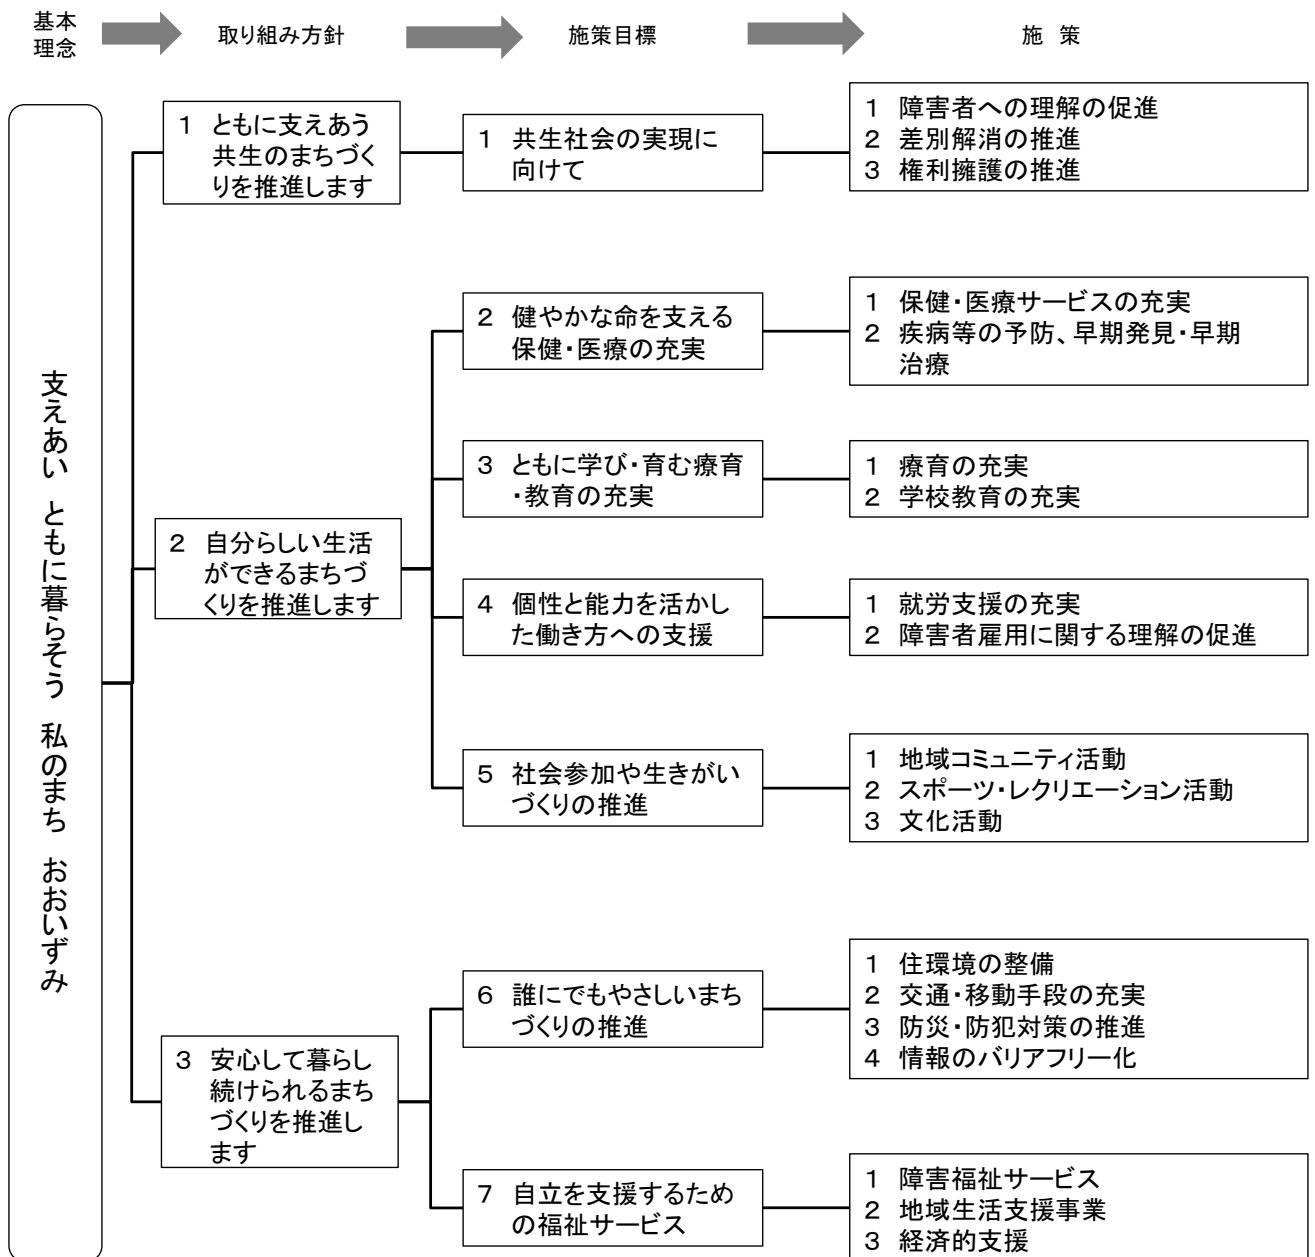 基本
理念
取り組み方針
施策目標
施 策
支えあい ともに暮らそう 私のまち おおいずみ
1 ともに支えあう
共生のまちづく
りを推進します
1 共生社会の実現に
向けて
1 障害者への理解の促進
2 差別解消の推進
3 権利擁護の推進
2 自分らしい生活
ができるまちづ
くりを推進します
2 健やかな命を支える
保健・医療の充実
1 保健・医療サービスの充実
2 疾病等の予防、早期発見・早期
治療
3 ともに学び・育む療育
・教育の充実
1 療育の充実
2 学校教育の充実
4 個性と能力を活かし
た働き方への支援
1 就労支援の充実
2 障害者雇用に関する理解の促進
5 社会参加や生きがい
づくりの推進
1 地域コミュニティ活動
2 スポーツ・レクリエーション活動
3 文化活動
3 安心して暮らし
続けられるまち
づくりを推進し
ます
6 誰にでもやさしいまち
づくりの推進
1 住環境の整備
2 交通・移動手段の充実
3 防災・防犯対策の推進
4 情報のバリアフリー化
7 自立を支援するため
の福祉サービス
1 障害福祉サービス
2 地域生活支援事業
3 経済的支援